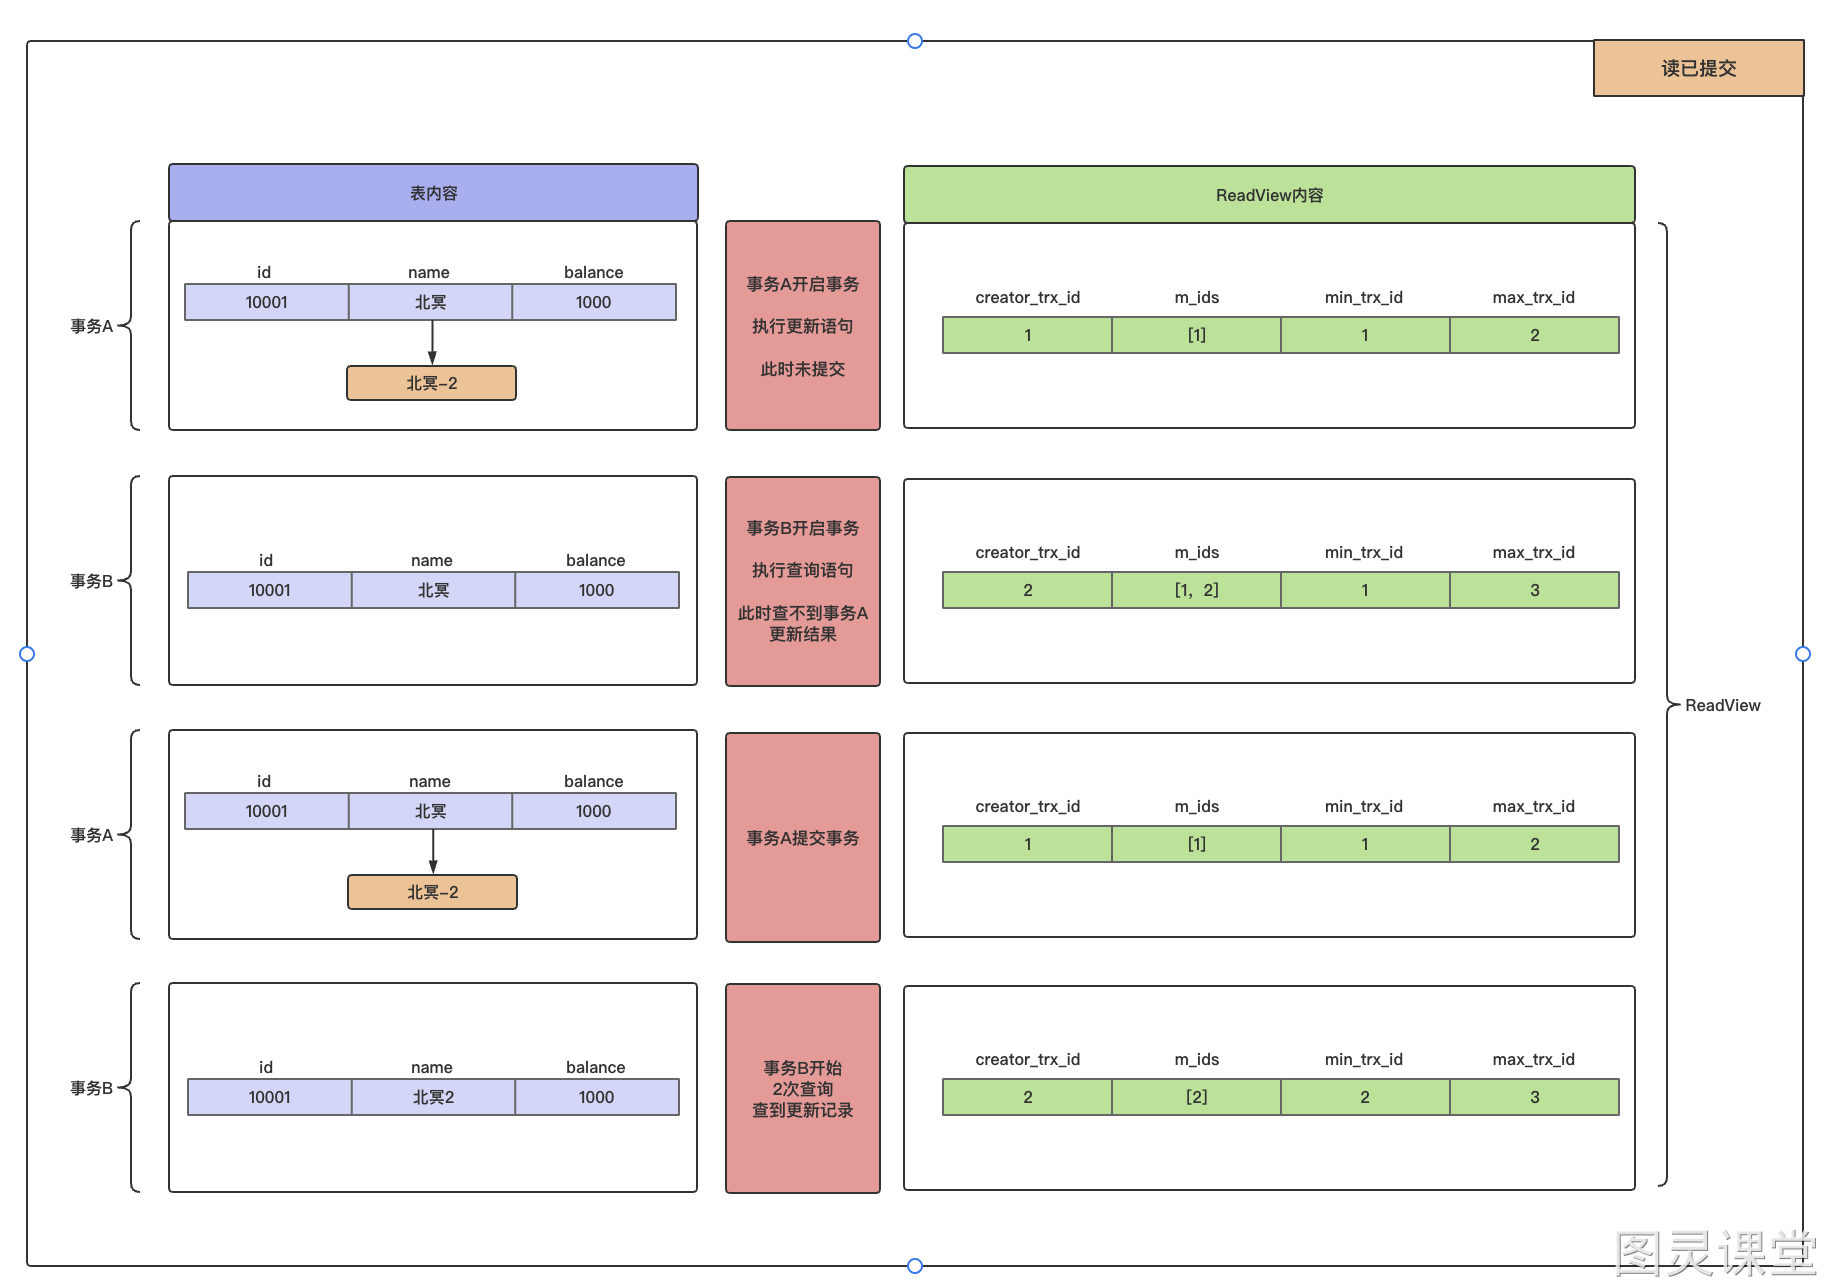 读已提交
表内容
ReadView内容
事务A
id name balance
10001 北冥 1000
北冥-2
事务A开启事务
执行更新语句
此时未提交
creator_trx_id m_ids min_trx_id max_trx_id
1 [1] 1 2
事务B
id name balance
10001 北冥 1000
事务B开启事务
执行查询语句
此时查不到事务A
更新结果
creator_trx_id m_ids min_trx_id max_trx_id
2 [1，2] 1 3
ReadView
事务A
id name balance
10001 北冥 1000
北冥-2
事务A提交事务
creator_trx_id m_ids min_trx_id max_trx_id
1 [1] 1 2
事务B
id name balance
10001 北冥2 1000
事务B开始
2次查询
查到更新记录
creator_trx_id m_ids min_trx_id max_trx_id
2 [2] 2 3
图灵课堂